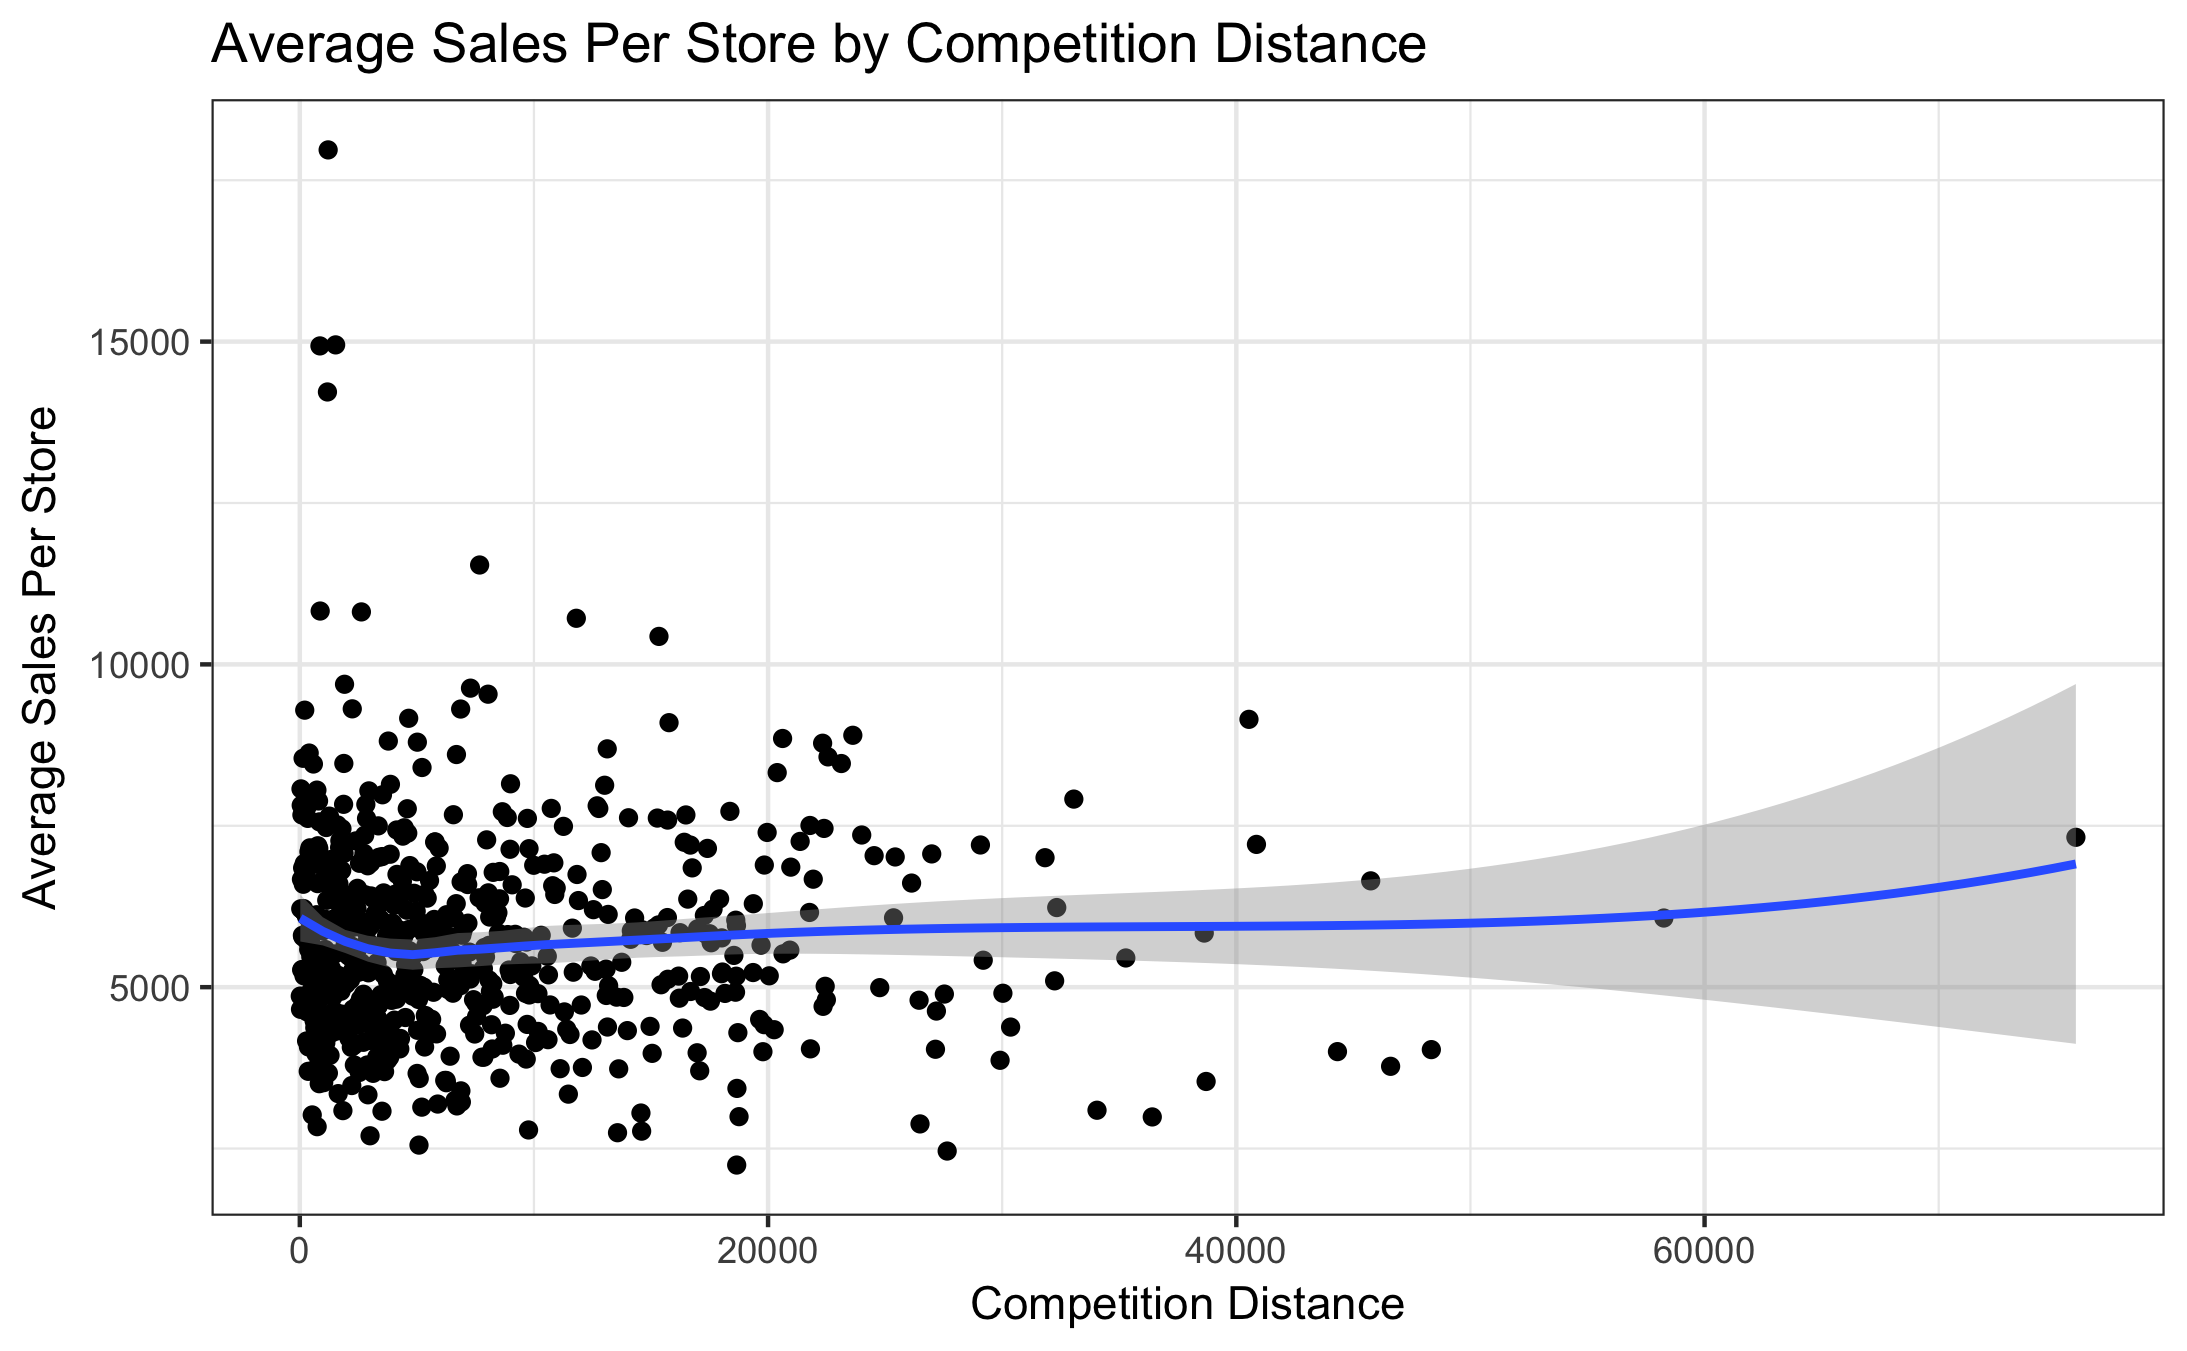 Average Sales Per Store by Competition Distance
Average Sales Per Store
15000
10000
5000
0 20000 40000 60000
Competition Distance